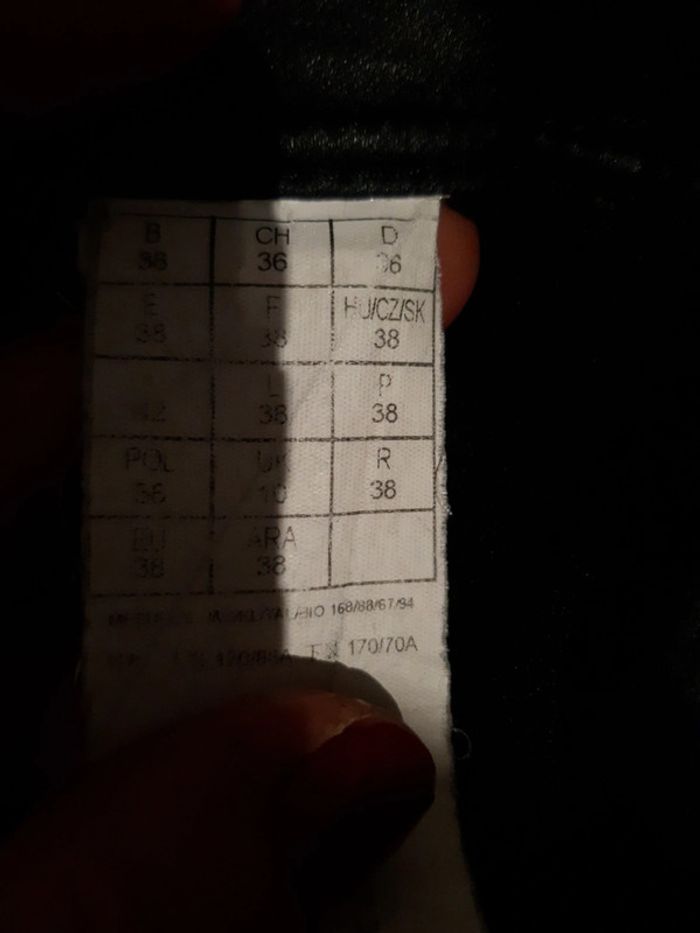 B CH D
38 36 36
E F HU/CZ/SK
38 38 38
L P
42 38 38
POL UK R
36 10 38
EU ARA
38 38
168/88/67/94
170/70A